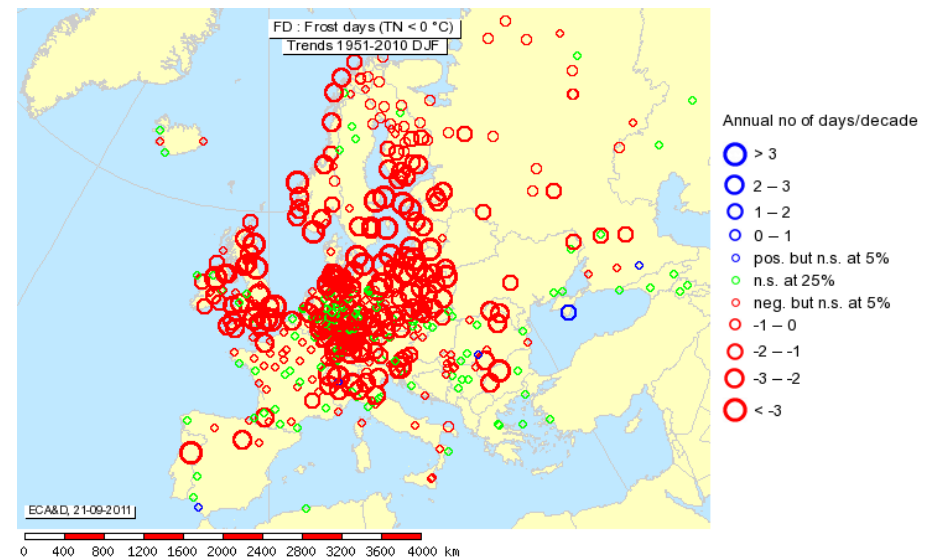 FD : Frost days (TN < 0 °C)
Trends 1951-2010 DJF
Annual no of days/decade
> 3
2 – 3
1 – 2
0 – 1
pos. but n.s. at 5%
n.s. at 25%
neg. but n.s. at 5%
-1 – 0
-2 – -1
-3 – -2
< -3
ECA&D, 21-09-2011
0 400 800 1200 1600 2000 2400 2800 3200 3600 4000 km